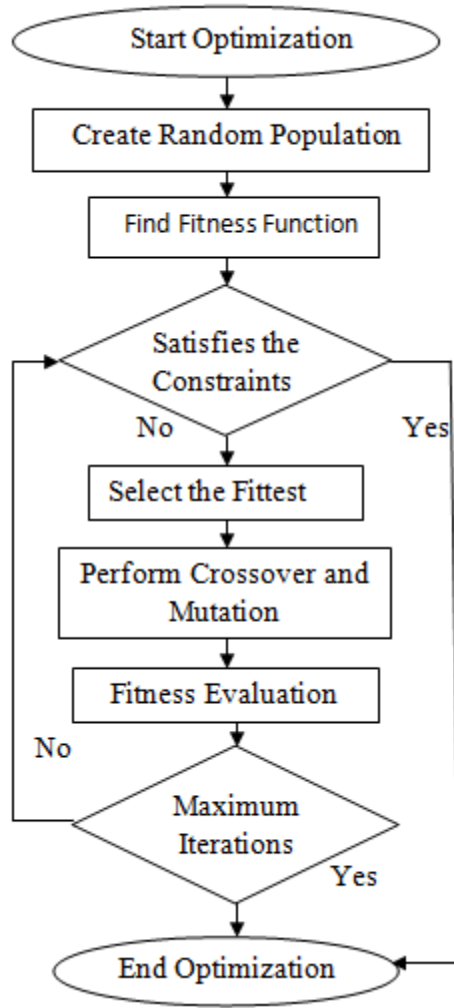 Start Optimization
Create Random Population
Find Fitness Function
Satisfies the
Constraints
No
Yes
Select the Fittest
Perform Crossover and
Mutation
Fitness Evaluation
No
Maximum
Iterations
Yes
End Optimization